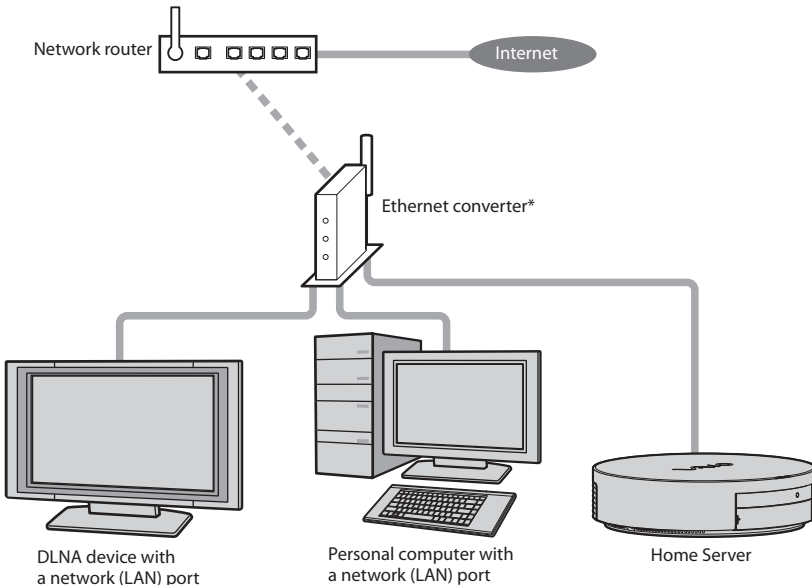 Network router
Internet
Ethernet converter*
VAIO
DLNA device with
a network (LAN) port
Personal computer with
a network (LAN) port
Home Server